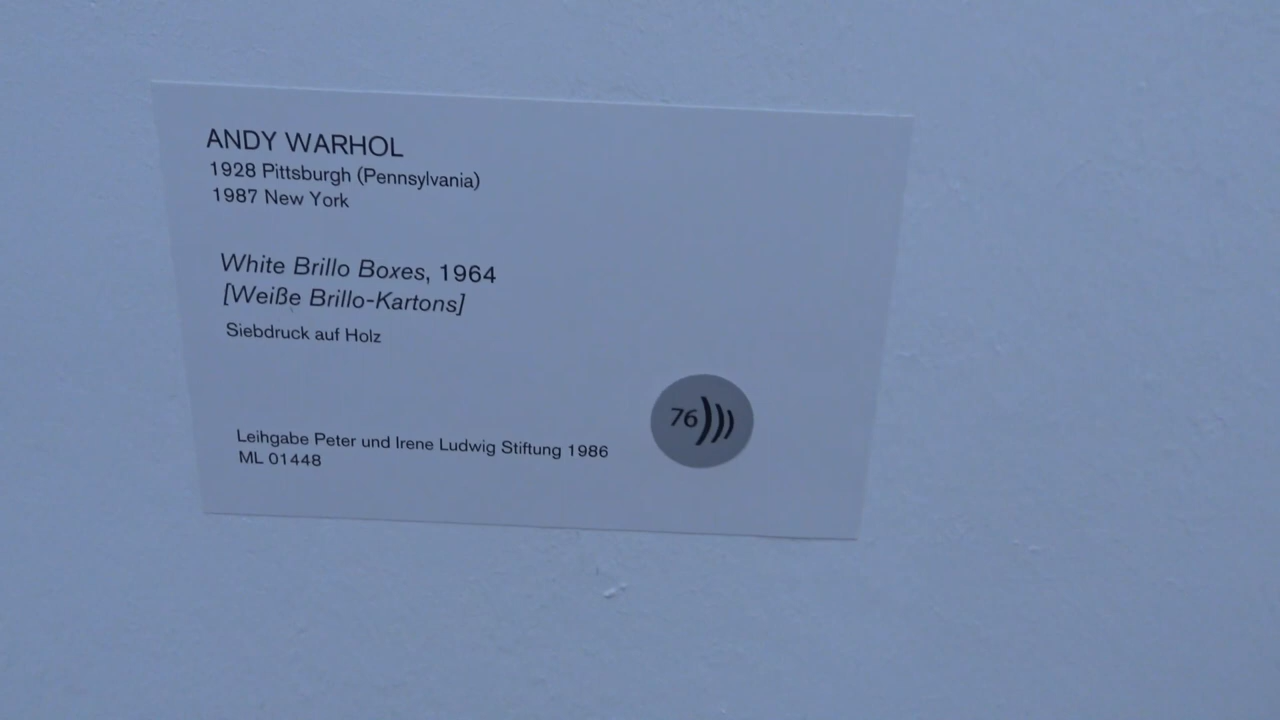 ANDY WARHOL
1928 Pittsburgh (Pennsylvania)
1987 New York
White Brillo Boxes, 1964
[Weiße Brillo-Kartons]
Siebdruck auf Holz
Leihgabe Peter und Irene Ludwig Stiftung 1986
ML 01448
76